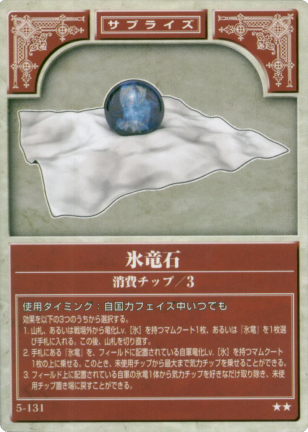 サプライズ
氷竜石
消費チップ／3
使用タイミング：自国力フェイズ中いつでも
効果を以下の3つのうちから選択する。
1. 山札、あるいは戦場外から竜化Lv.［氷］を持つマムクート1枚、あるいは『氷竜』を1枚選
び手札に入れる。この後、山札を切り直す。
2. 手札にある『氷竜』を、フィールドに配置されている自軍竜化Lv.［氷］を持つマムクート
1枚の上に乗せる。このとき、未使用チップから最大まで気力チップを乗せることができる。
3. フィールド上に配置されている自軍の氷竜1体から気力チップを好きなだけ取り除き、未使
用チップ置き場に戻すことができる。
5-131
★★